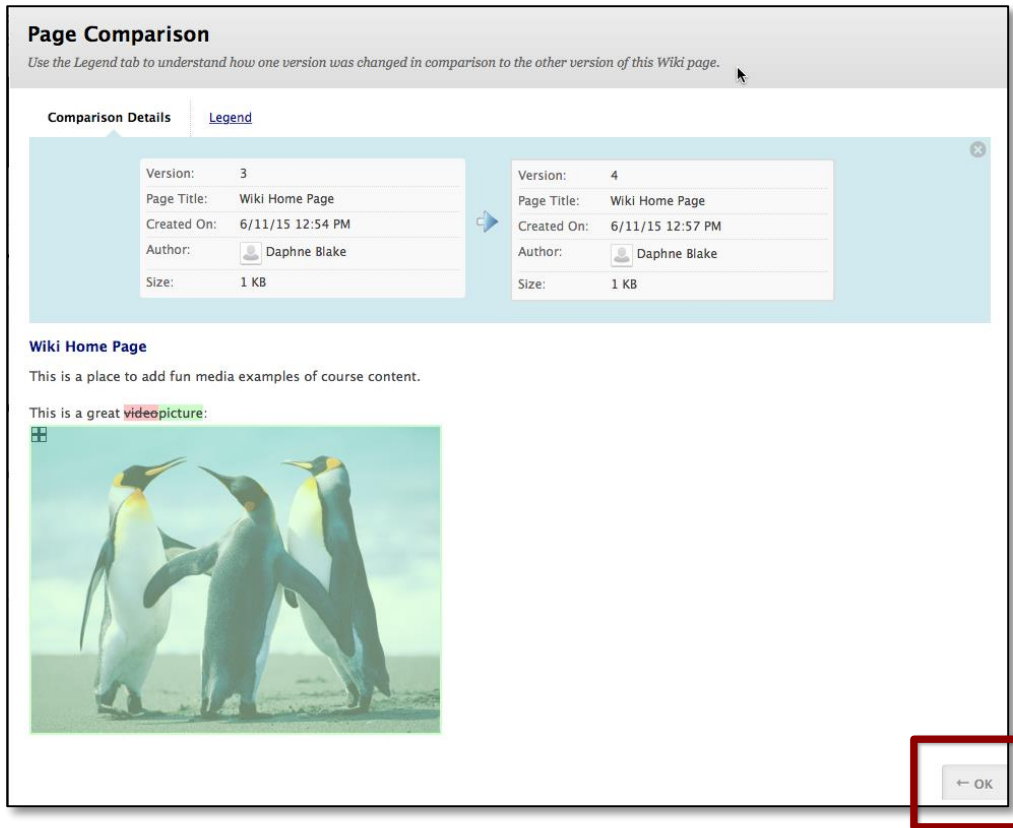 Page Comparison
Use the Legend tab to understand how one version was changed in comparison to the other version of this Wiki page.
Comparison Details Legend
Version: 3
Page Title: Wiki Home Page
Created On: 6/11/15 12:54 PM
Author: Daphne Blake
Size: 1 KB
Version: 4
Page Title: Wiki Home Page
Created On: 6/11/15 12:57 PM
Author: Daphne Blake
Size: 1 KB
Wiki Home Page
This is a place to add fun media examples of course content.
This is a great videopicture:
← OK